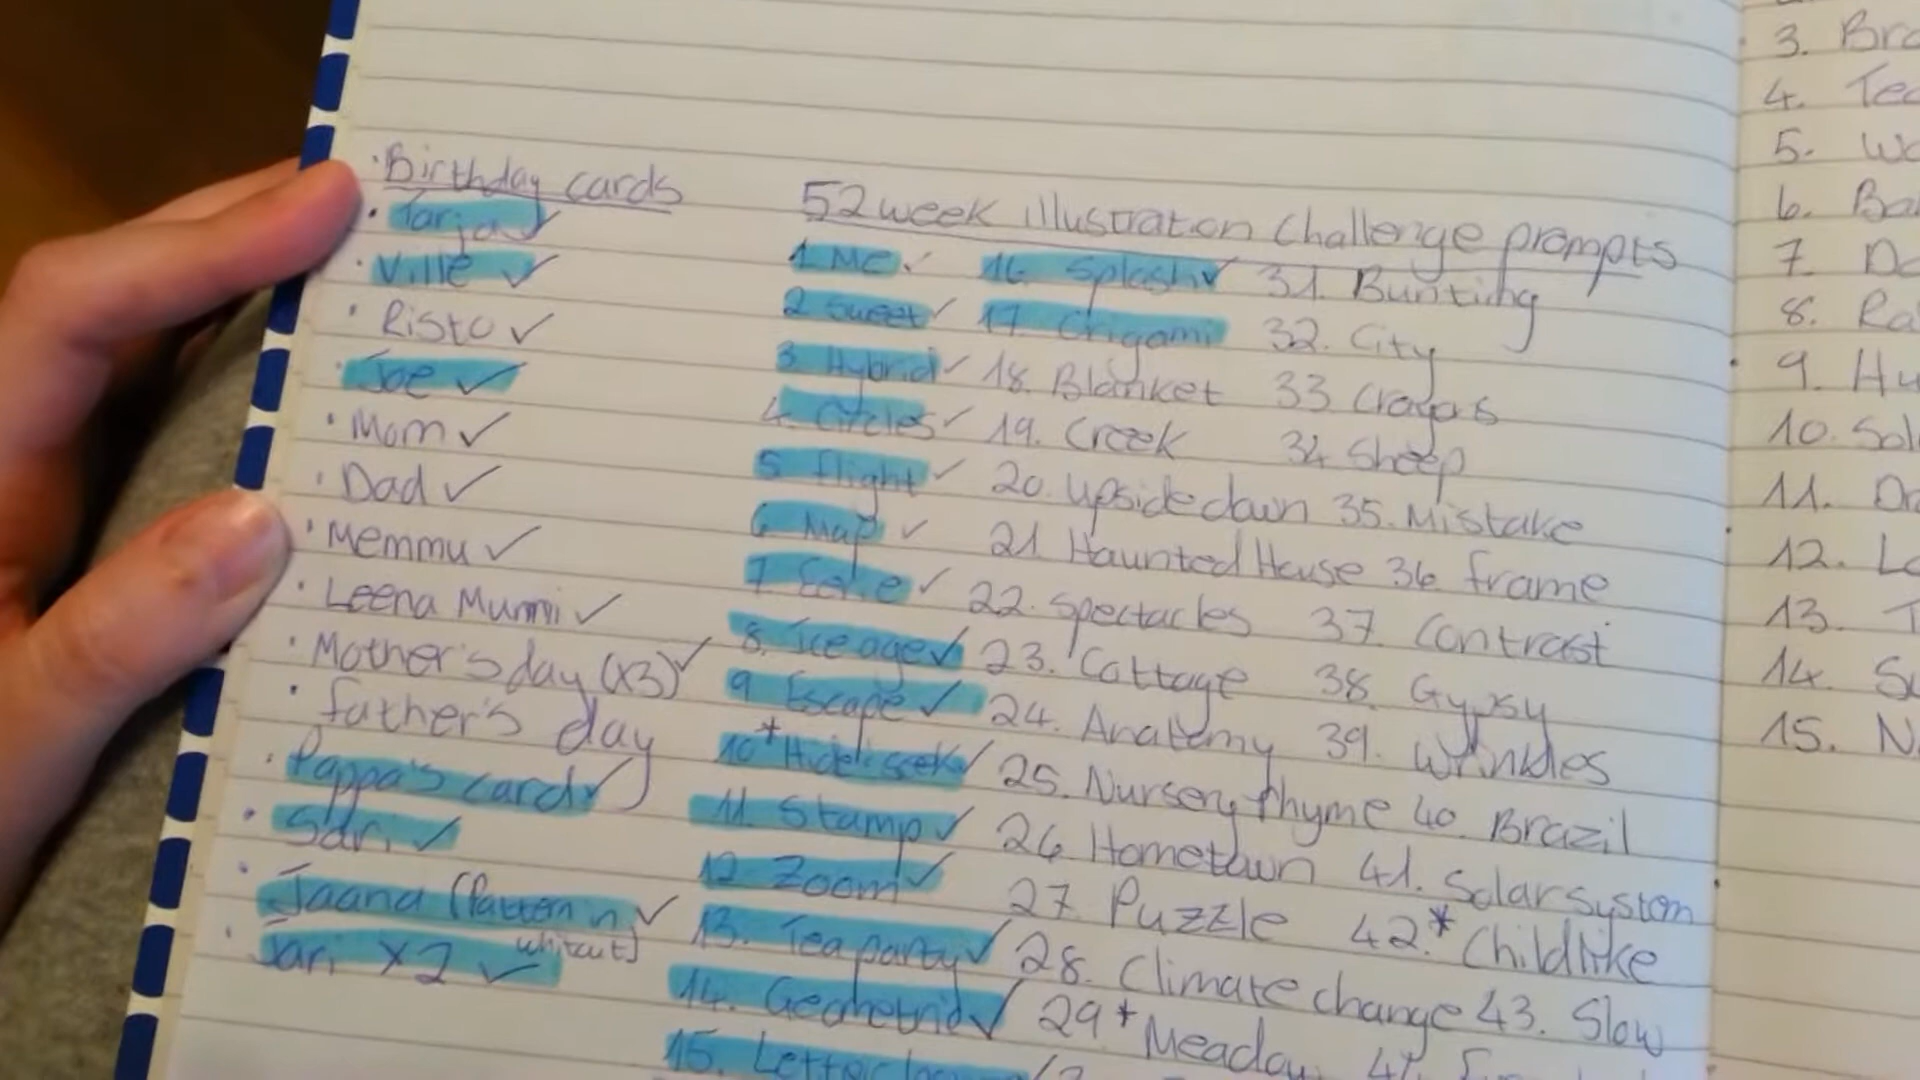 Birthday cards
Tarja ✓
Ville ✓
Risto ✓
Joe ✓
Mom ✓
Dad ✓
Memmu ✓
Leena Mummi ✓
Mother's day (x3) ✓
Father's day
Pappa's card ✓
Sari ✓
Jaana (Pattern in ✓
whiteout)
Jari x2 ✓
52 week illustration challenge prompts
1 Me ✓
2 Sweet ✓
3 Hybrid ✓
4. Circles ✓
5 Flight ✓
6 Map ✓
7
8. Ice age ✓
9 Escape ✓
10* Hide & seek ✓
11. Stamp ✓
12 Zoom ✓
13. Tea party ✓
14. Geometric ✓
15.
16. Splash ✓
17. Origami
18. Blanket
19. Creek
20. Upside down
21 Haunted House
22. Spectacles
23. Cottage
24. Anatomy
25. Nursery rhyme
26 Hometown
27 Puzzle
28. Climate change
29* Meadow
31. Bunting
32. City
33 Crayons
34 Sheep
35. Mistake
36 Frame
37 Contrast
38. Gypsy
39. Wrinkles
40. Brazil
41. Solar system
42.* Childlike
43. Slow
3.
4.
5.
6.
7.
8.
9.
10.
11.
12.
13.
14.
15.